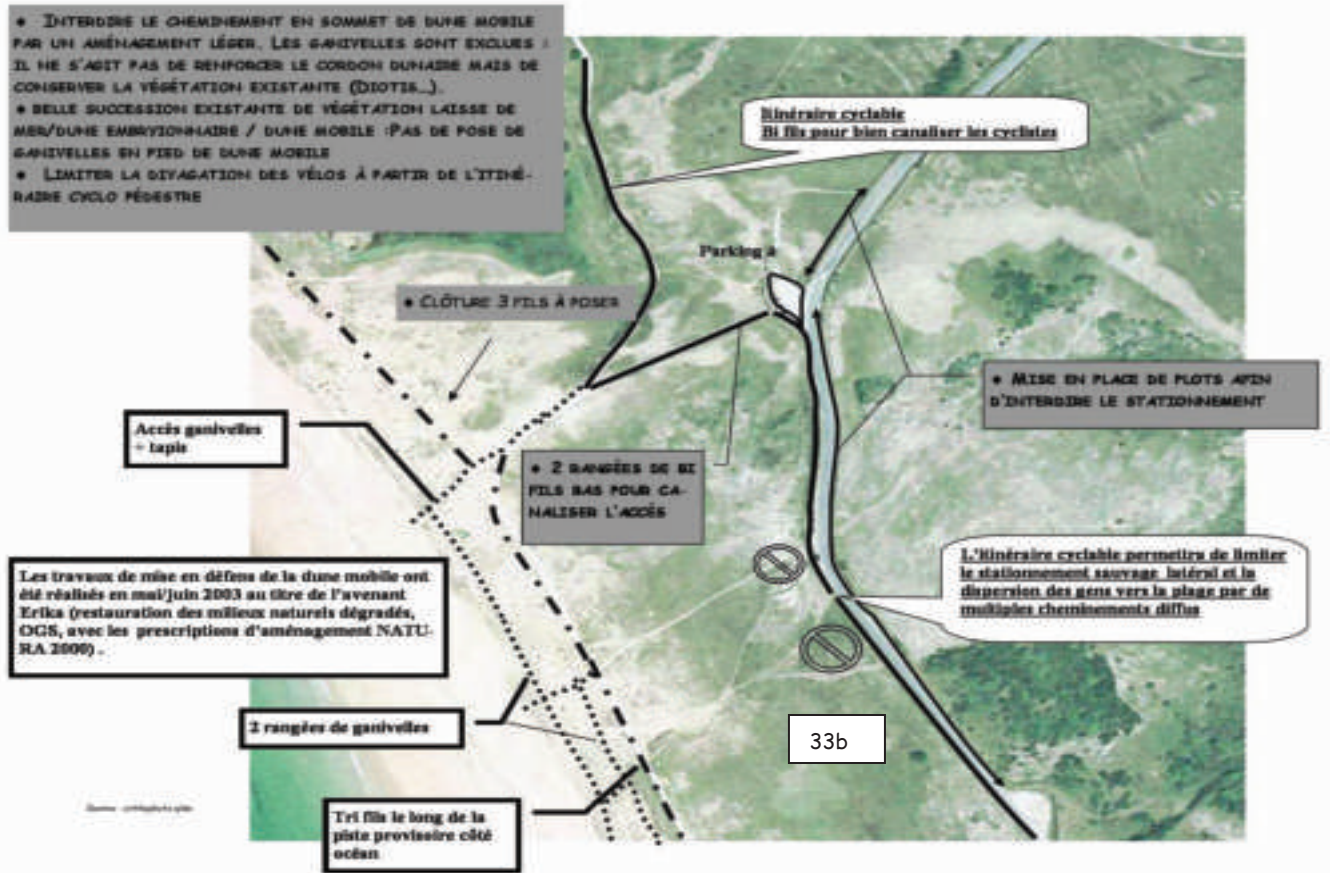 • INTERDIRE LE CHEMINEMENT EN SOMMET DE DUNE MOBILE
PAR UN AMÉNAGEMENT LÉGER. LES GANIVELLES SONT EXCLUES :
IL NE S'AGIT PAS DE RENFORCER LE CORDON DUNAIRE MAIS DE
CONSERVER LA VÉGÉTATION EXISTANTE (DIOTIS...).
• BELLE SUCCESSION EXISTANTE DE VÉGÉTATION LAISSE DE
MER/DUNE EMBRYIONNAIRE / DUNE MOBILE :PAS DE POSE DE
GANIVELLES EN PIED DE DUNE MOBILE
• LIMITER LA DIVAGATION DES VÉLOS À PARTIR DE L'ITINÉ-
RAIRE CYCLO PÉDESTRE
Itinéraire cyclable
Bi fils pour bien canaliser les cyclistes
Parking à
• CLÔTURE 3 FILS À POSER
• MISE EN PLACE DE PLOTS AFIN
D'INTERDIRE LE STATIONNEMENT
Accès ganivelles
+ tapis
• 2 RANGÉES DE BI
FILS BAS POUR CA-
NALISER L'ACCÈS
Les travaux de mise en défens de la dune mobile ont
été réalisés en mai/juin 2003 au titre de l'avenant
Erika (restauration des milieux naturels dégradés,
OGS, avec les prescriptions d'aménagement NATU-
RA 2000) .
L'itinéraire cyclable permettra de limiter
le stationnement sauvage latéral et la
dispersion des gens vers la plage par de
multiples cheminements diffus
2 rangées de ganivelles
33b
Tri fils le long de la
piste provisoire côté
océan